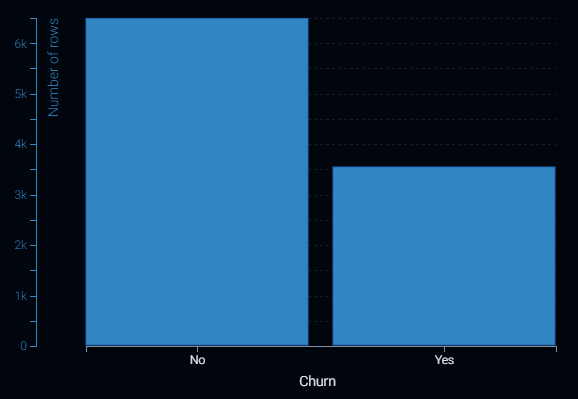 Number of rows
6k
5k
4k
3k
2k
1k
0
No
Yes
Churn